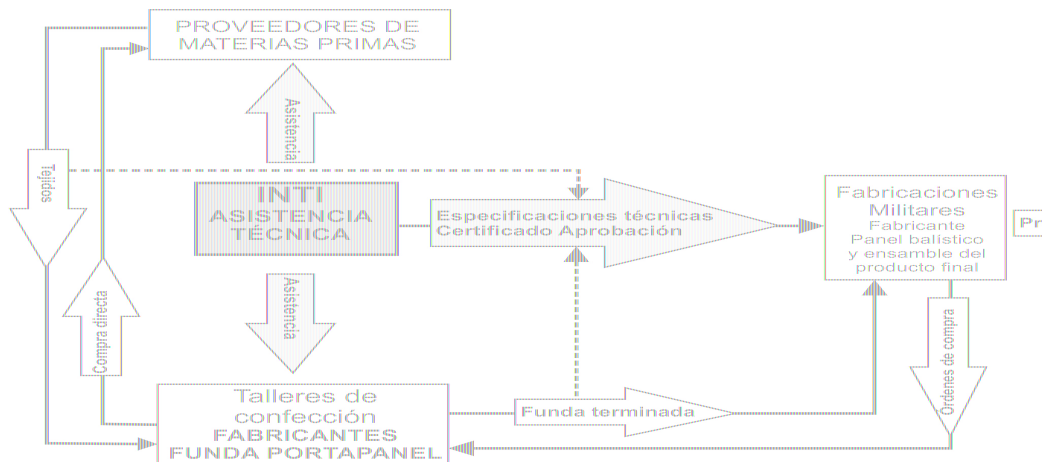 PROVEEDORES DE
MATERIAS PRIMAS
Asistencia
Tejidos
INTI
ASISTENCIA
TÉCNICA
Especificaciones técnicas
Certificado Aprobación
Fabricaciones
Militares
Fabricante
Panel balístico
y ensamble del
producto final
Pr
Asistencia
Compra directa
Ordenes de compra
Talleres de
confección
FABRICANTES
FUNDA PORTAPANEL
Funda terminada